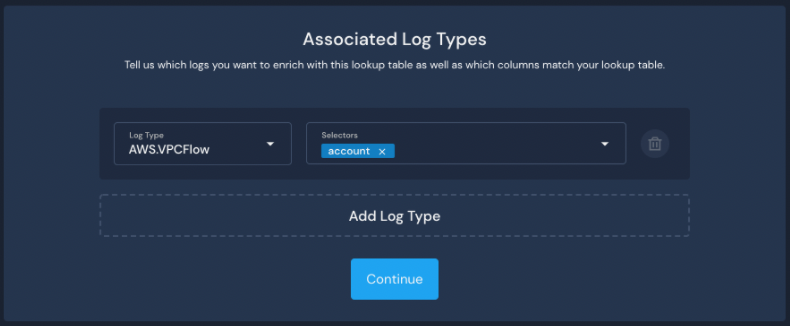 Associated Log Types
Tell us which logs you want to enrich with this lookup table as well as which columns match your lookup table.
Log Type
AWS.VPCFlow
Selectors
account ×
Add Log Type
Continue